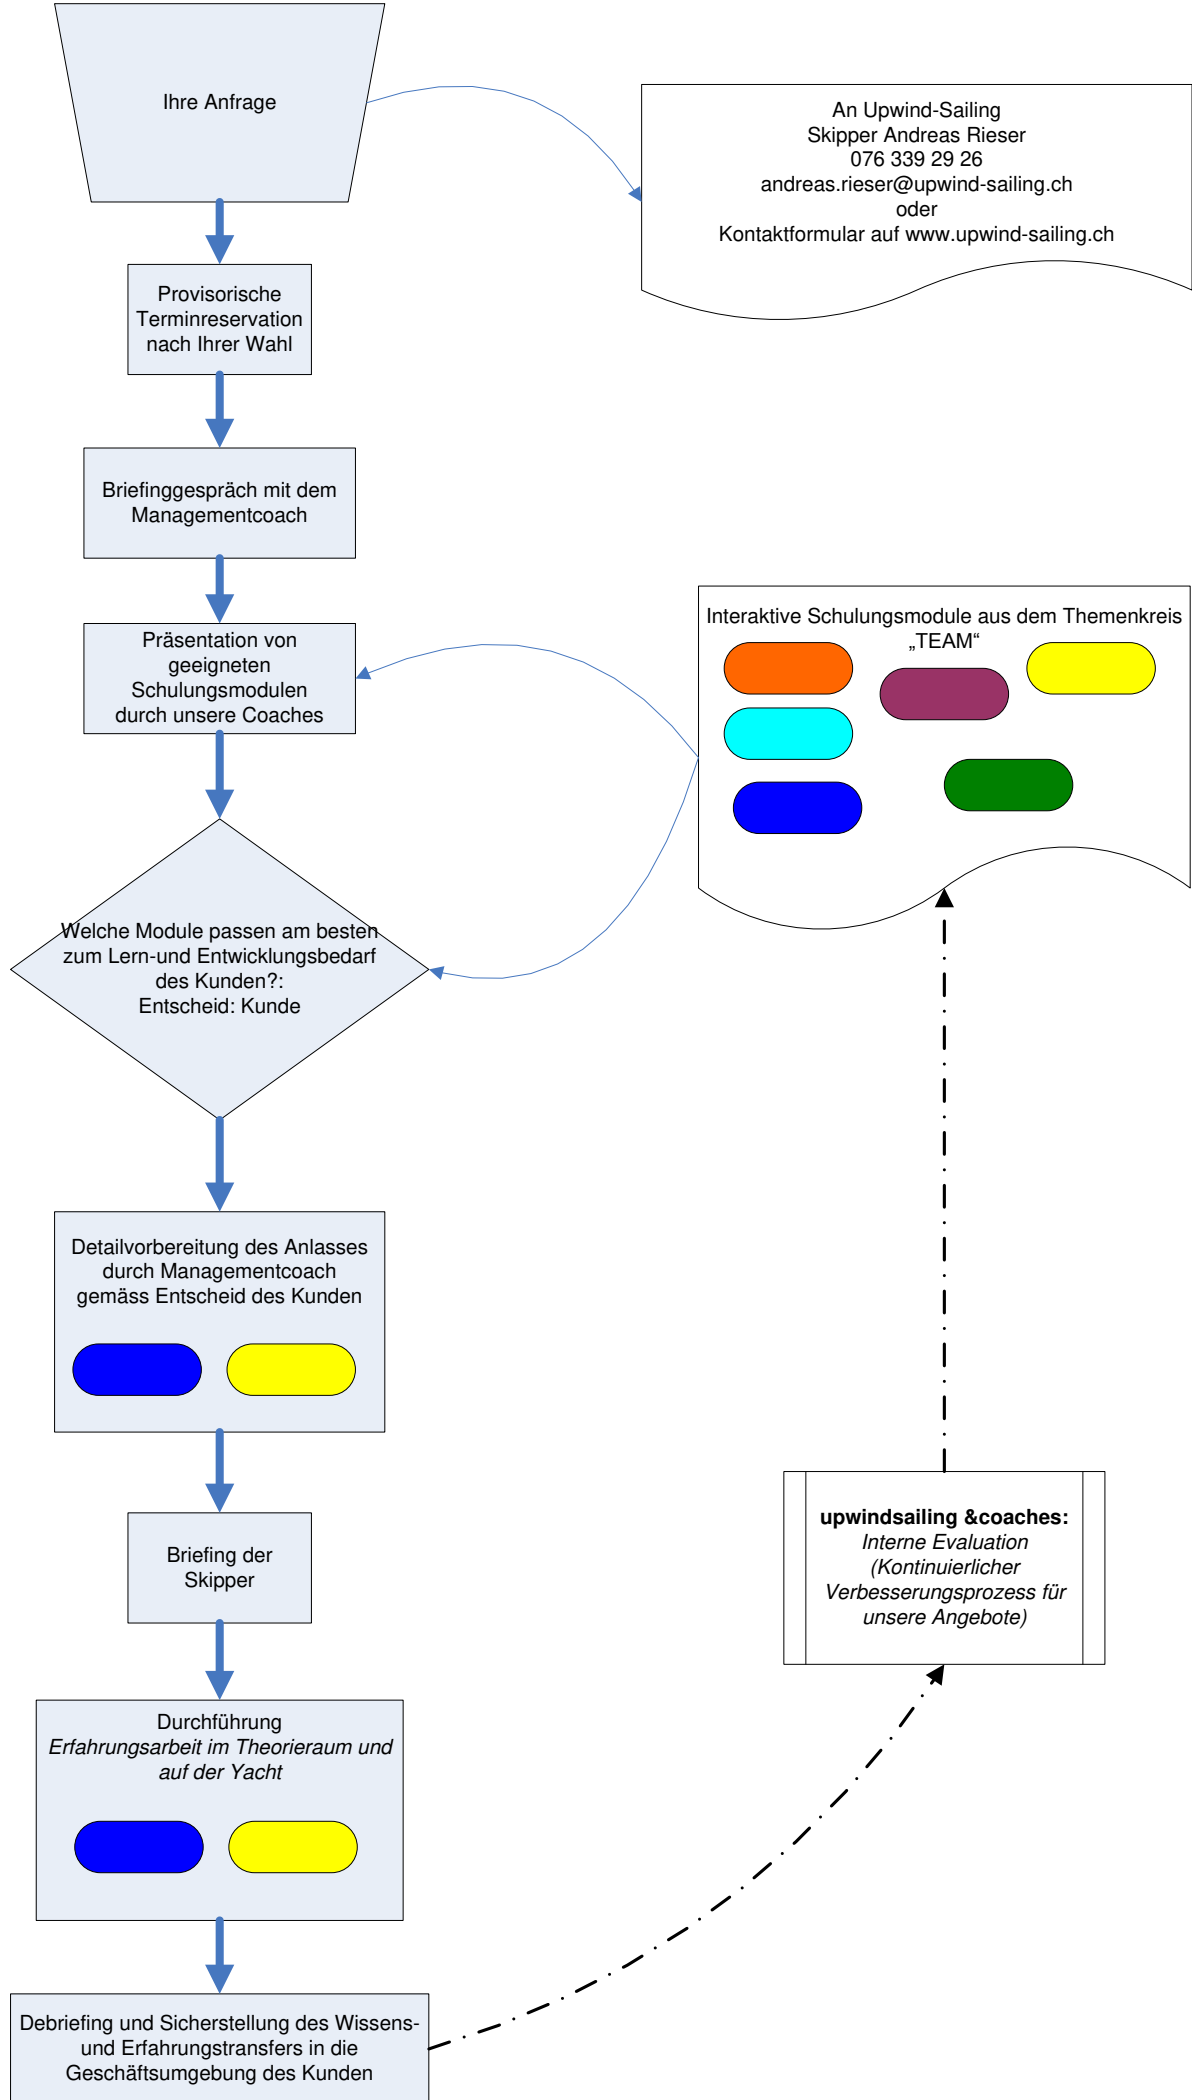 Ihre Anfrage
An Upwind-Sailing
Skipper Andreas Rieser
076 339 29 26
andreas.rieser@upwind-sailing.ch
oder
Kontaktformular auf www.upwind-sailing.ch
Provisorische
Terminreservation
nach Ihrer Wahl
Briefinggespräch mit dem
Managementcoach
Präsentation von
geeigneten
Schulungsmodulen
durch unsere Coaches
Interaktive Schulungsmodule aus dem Themenkreis
„TEAM“
Welche Module passen am besten
zum Lern-und Entwicklungsbedarf
des Kunden?:
Entscheid: Kunde
Detailvorbereitung des Anlasses
durch Managementcoach
gemäss Entscheid des Kunden
Briefing der
Skipper
upwindsailing &coaches:
Interne Evaluation
(Kontinuierlicher
Verbesserungsprozess für
unsere Angebote)
Durchführung
Erfahrungsarbeit im Theorieraum und
auf der Yacht
Debriefing und Sicherstellung des Wissens-
und Erfahrungstransfers in die
Geschäftsumgebung des Kunden